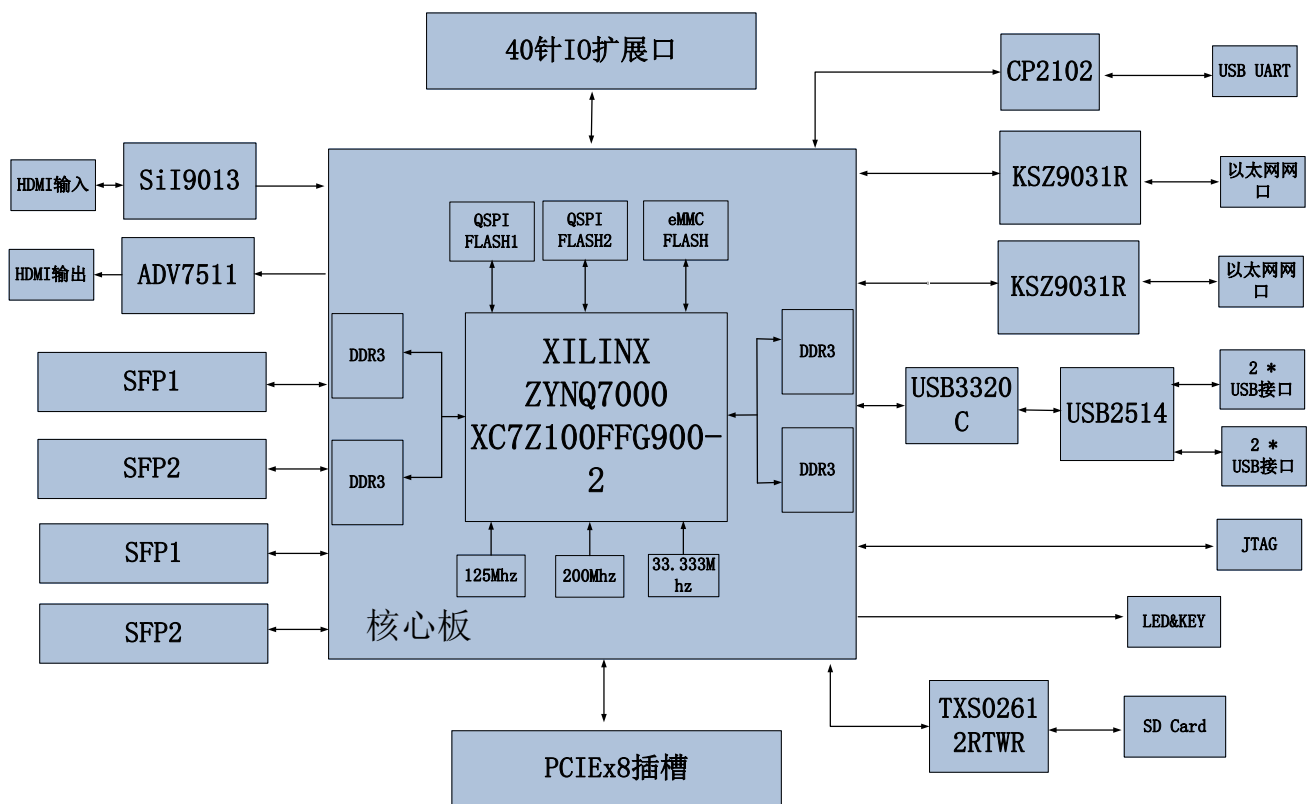 40针IO扩展口
CP2102
USB UART
HDMI输入
SiI9013
KSZ9031R
以太网网
口
HDMI输出
ADV7511
KSZ9031R
以太网网
口
QSPI
FLASH1
QSPI
FLASH2
eMMC
FLASH
DDR3
DDR3
DDR3
DDR3
XILINX
ZYNQ7000
XC7Z100FFG900-
2
SFP1
SFP2
SFP1
SFP2
USB3320
C
USB2514
2 *
USB接口
2 *
USB接口
125Mhz
200Mhz
33.333M
hz
核心板
JTAG
LED&KEY
TXS0261
2RTWR
SD Card
PCIEx8插槽